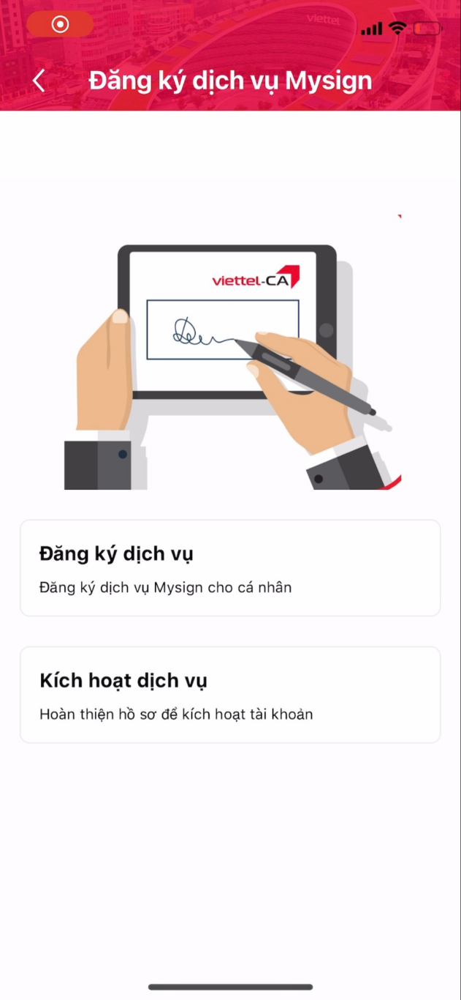 viettel
Đăng ký dịch vụ Mysign
viettel-CA
Đăng ký dịch vụ
Đăng ký dịch vụ Mysign cho cá nhân
Kích hoạt dịch vụ
Hoàn thiện hồ sơ để kích hoạt tài khoản